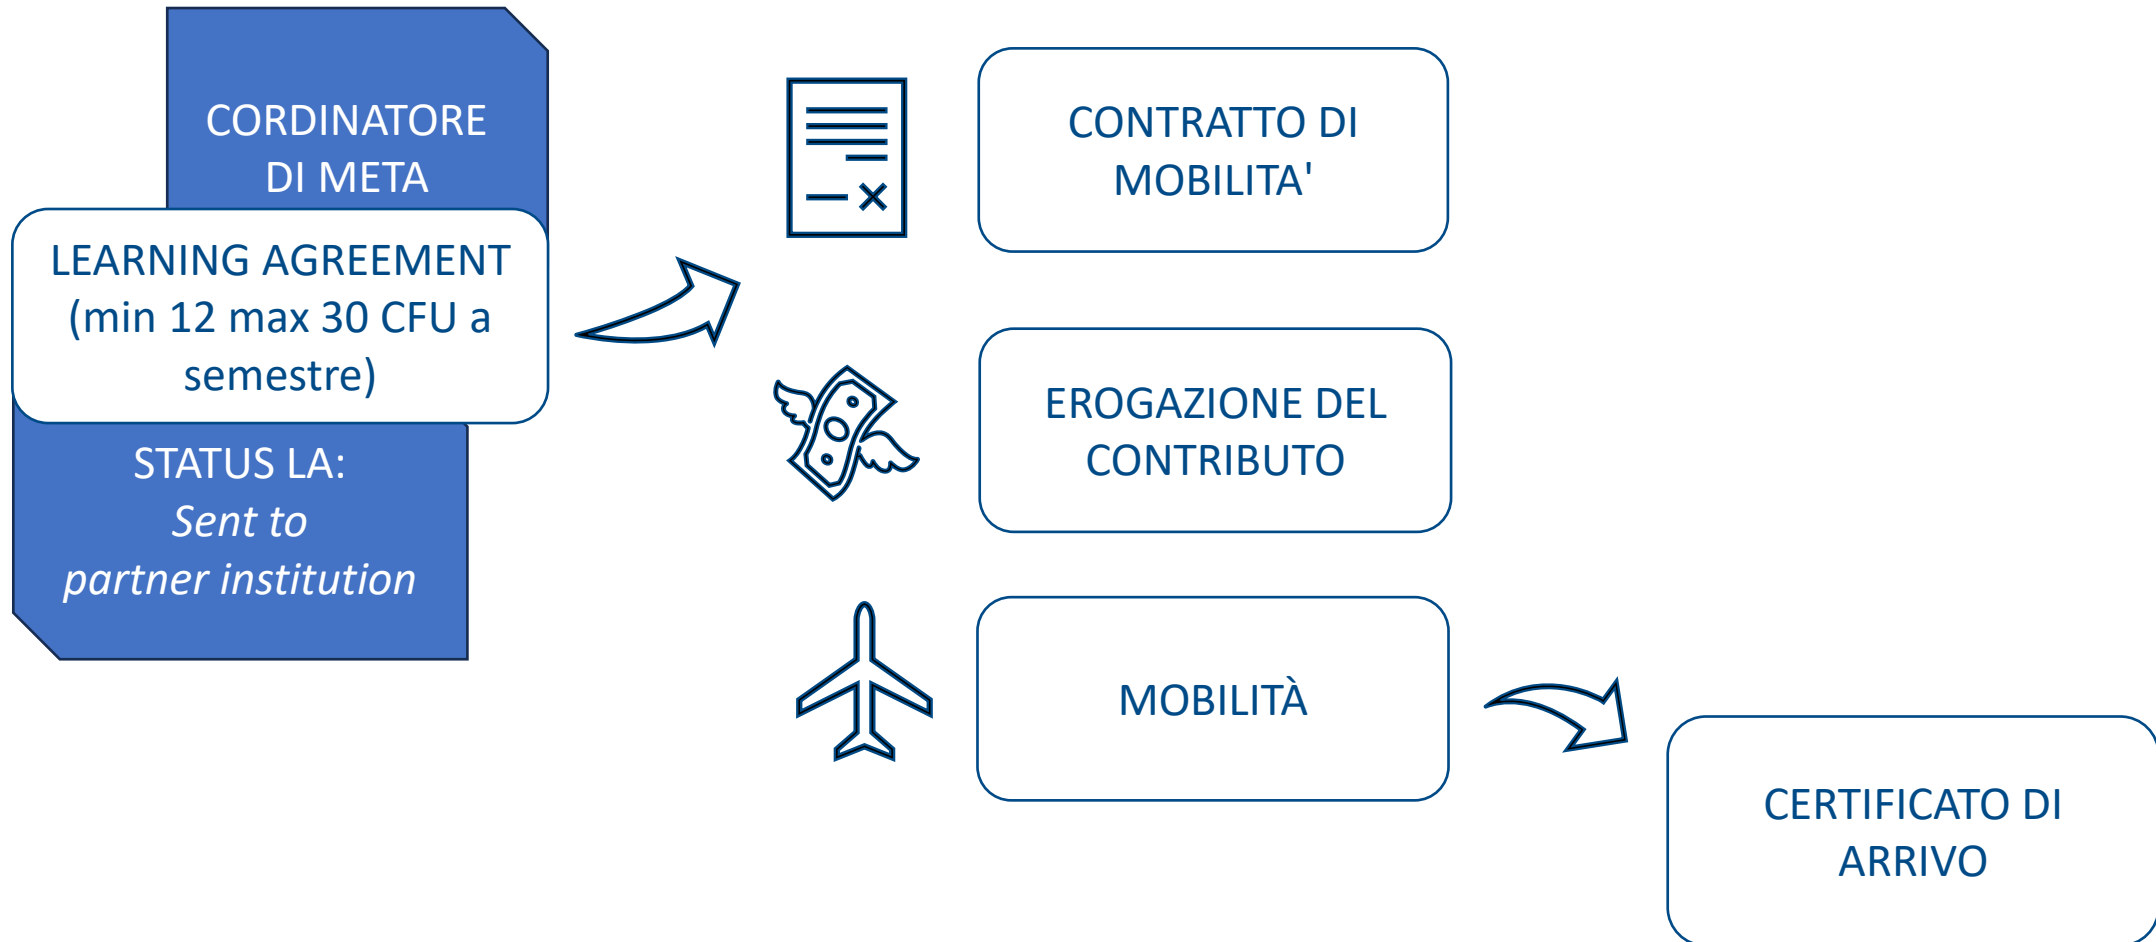 CORDINATORE
DI META
LEARNING AGREEMENT
(min 12 max 30 CFU a
semestre)
STATUS LA:
Sent to
partner institution
CONTRATTO DI
MOBILITA'
EROGAZIONE DEL
CONTRIBUTO
MOBILITÀ
CERTIFICATO DI
ARRIVO